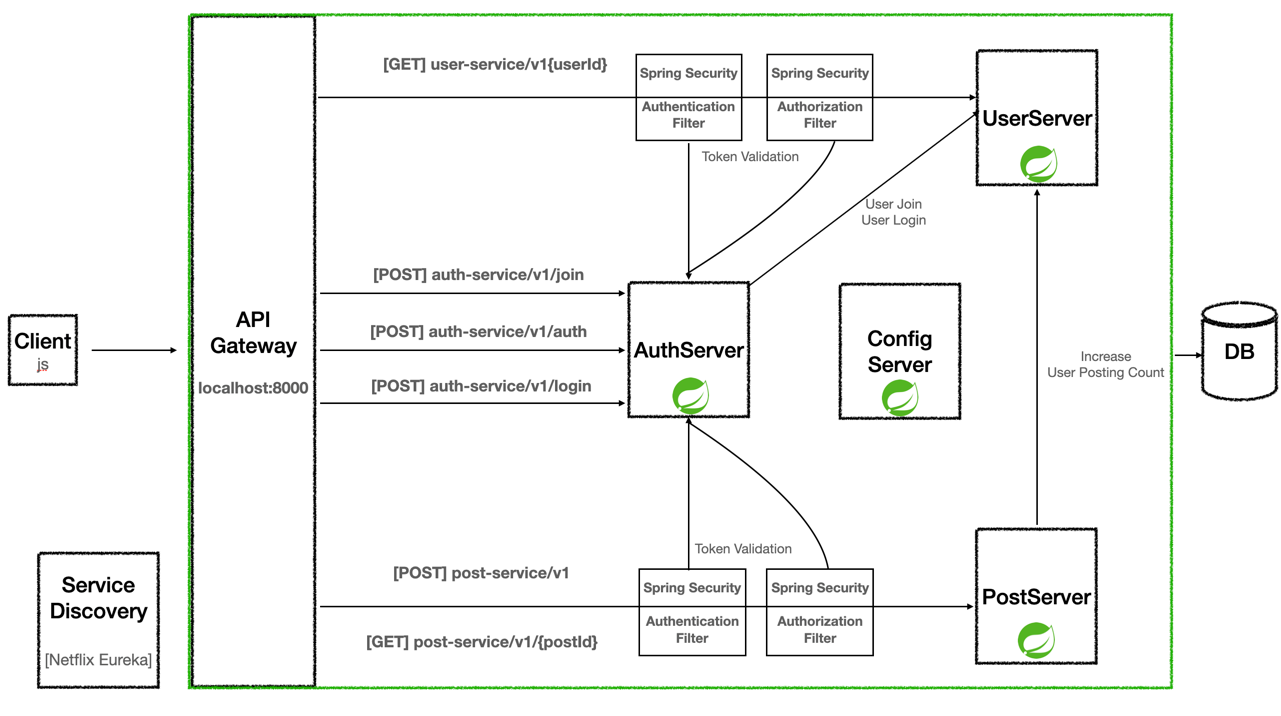 [GET] user-service/v1{userId}
Spring Security
Authentication
Filter
Spring Security
Authorization
Filter
UserServer
Token Validation
User Join
User Login
[POST] auth-service/v1/join
[POST] auth-service/v1/auth
[POST] auth-service/v1/login
Client
js
API
Gateway
localhost:8000
AuthServer
Config
Server
Increase
User Posting Count
DB
Service
Discovery
[Netflix Eureka]
Token Validation
[POST] post-service/v1
[GET] post-service/v1/{postId}
Spring Security
Authentication
Filter
Spring Security
Authorization
Filter
PostServer